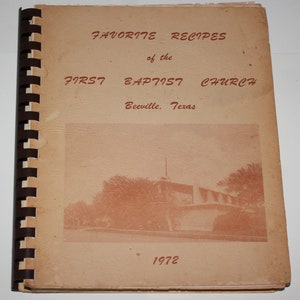 FAVORITE RECIPES
of the
FIRST BAPTIST CHURCH
Beeville, Texas
1972